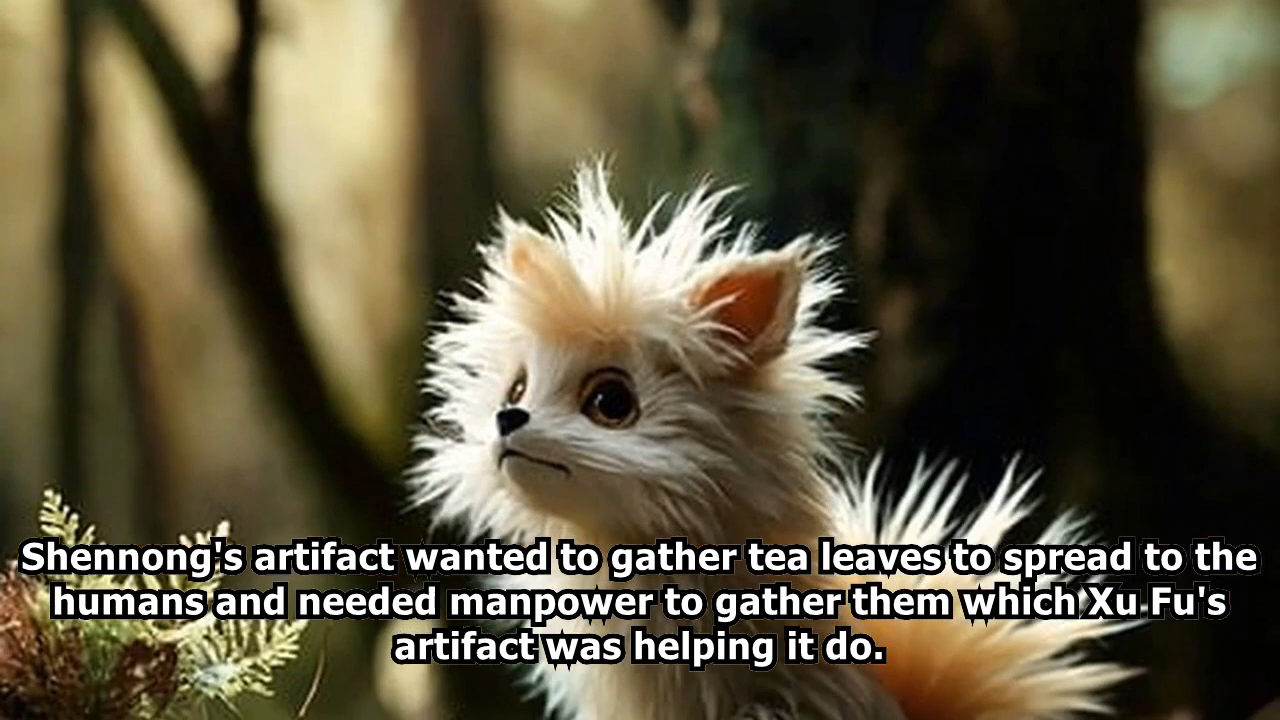 Shennong's artifact wanted to gather tea leaves to spread to the
humans and needed manpower to gather them which Xu Fu's
artifact was helping it do.